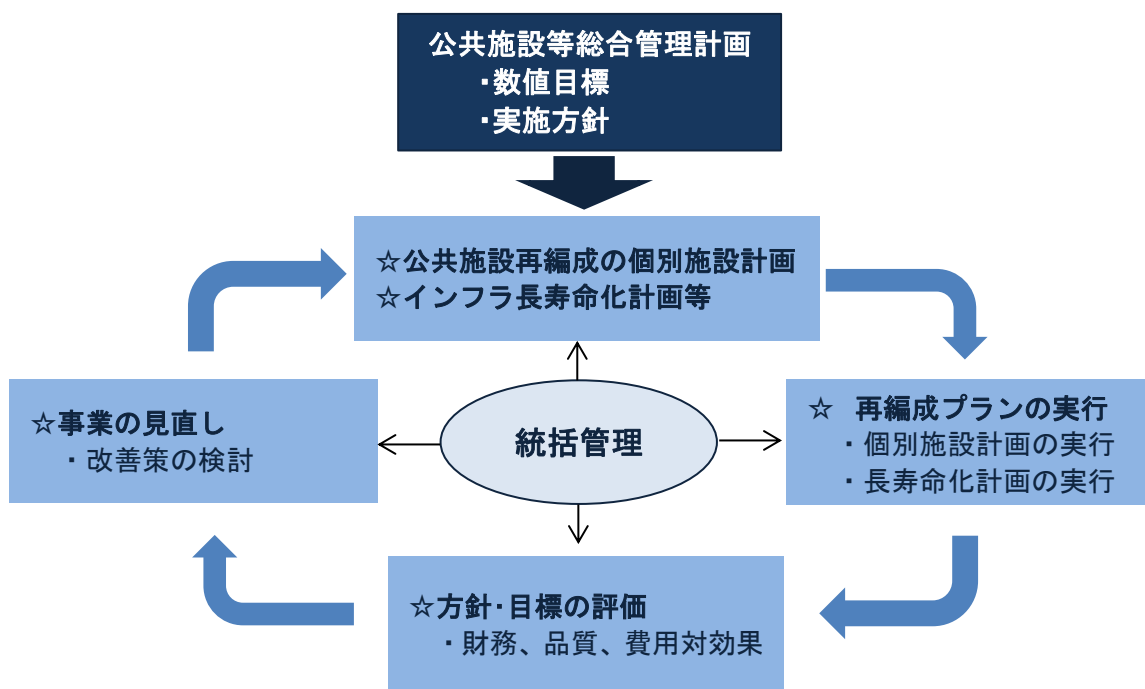 公共施設等総合管理計画
・数値目標
・実施方針
☆公共施設再編成の個別施設計画
☆インフラ長寿命化計画等
☆事業の見直し
・改善策の検討
統括管理
☆ 再編成プランの実行
・個別施設計画の実行
・長寿命化計画の実行
☆方針・目標の評価
・財務、品質、費用対効果